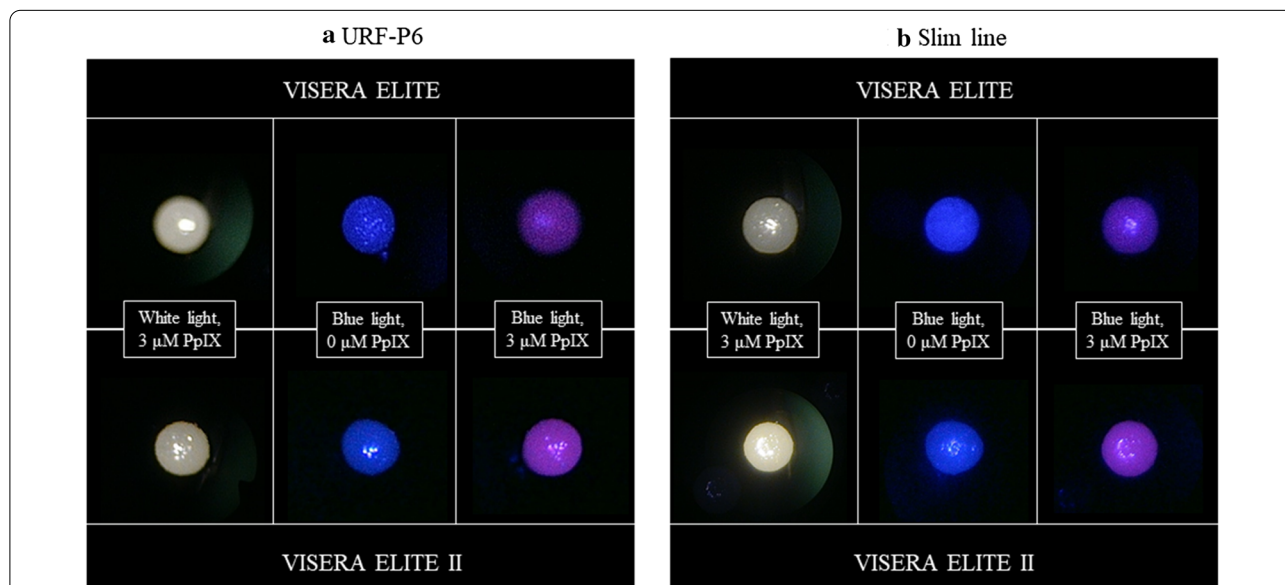 a URF-P6
VISERA ELITE
White light,
3 µM PpIX
Blue light,
0 µM PpIX
Blue light,
3 µM PpIX
VISERA ELITE II
b Slim line
VISERA ELITE
White light,
3 µM PpIX
Blue light,
0 µM PpIX
Blue light,
3 µM PpIX
VISERA ELITE II